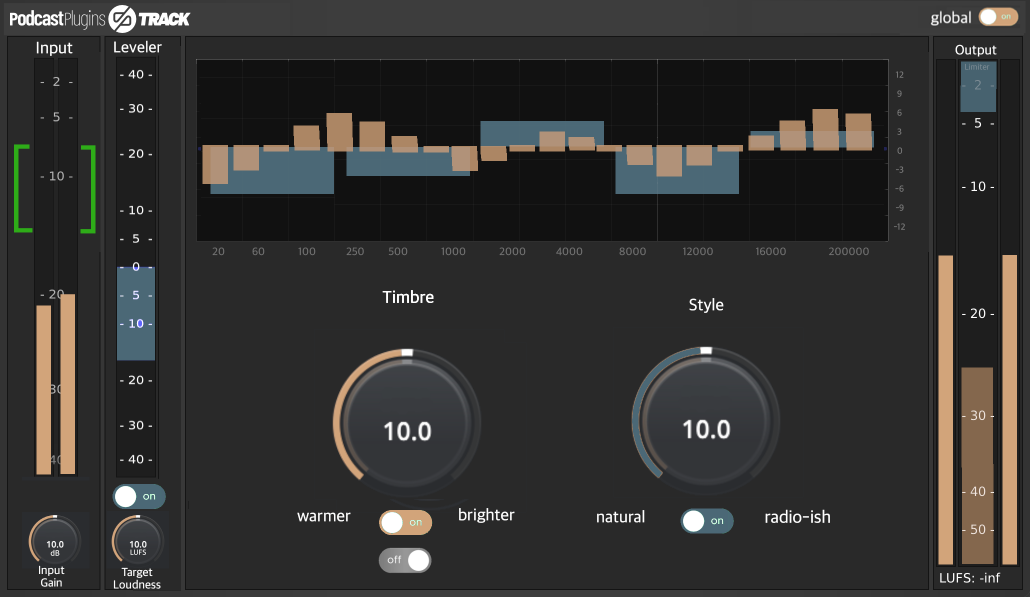 PodcastPlugins TRACK
global
Input
- 2 -
- 5 -
- 10 -
- 20
30
40
10.0
dB
Input
Gain
Leveler
- 40 -
- 30 -
- 20 -
- 10 -
- 5 -
- 0 -
- 5 -
- 10 -
- 20 -
- 30 -
- 40 -
on
10.0
LUFS
Target
Loudness
12
9
6
3
0
-3
-6
-9
-12
20 60 100 250 500 1000 2000 4000 8000 12000 16000 200000
Timbre
10.0
warmer on brighter
off
Style
10.0
natural on radio-ish
Output
Limiter
- 2 -
- 5 -
- 10 -
- 20 -
- 30 -
- 40 -
- 50 -
LUFS: -inf